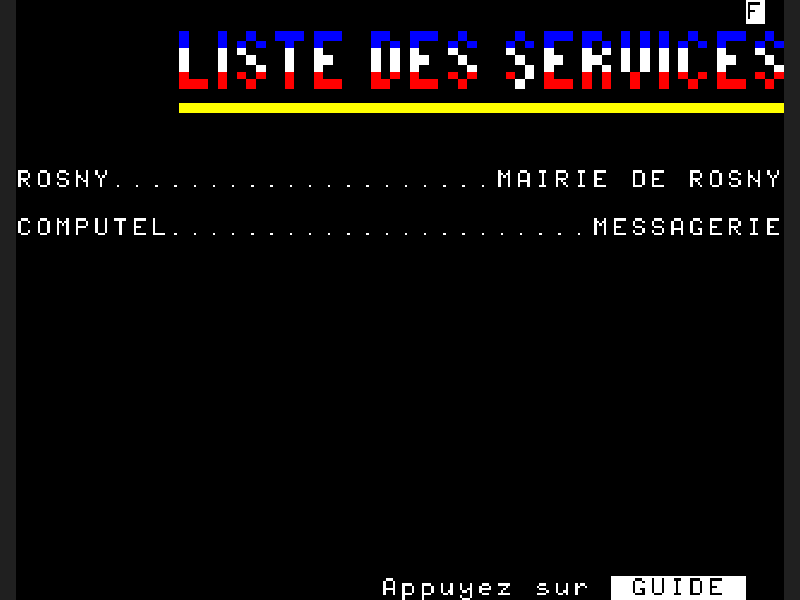 F
LISTE DES SERVICES
ROSNY....................MAIRIE DE ROSNY
COMPUTEL......................MESSAGERIE
Appuyez sur GUIDE